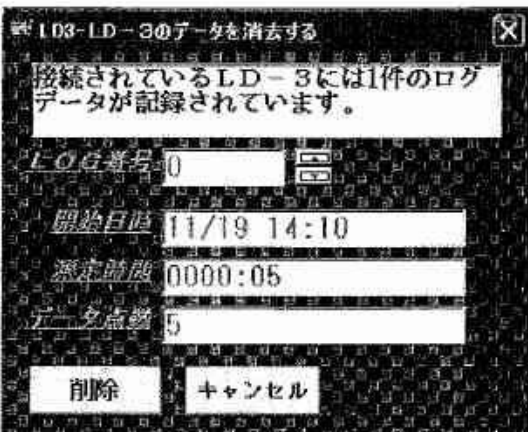 LD3-LD-3のデータを消去する
接続されているLD-3には1件のログ
データが記録されています。
LOG番号 0
開始日時 11/19 14:10
測定時間 0000:05
データ点数 5
削除 キャンセル